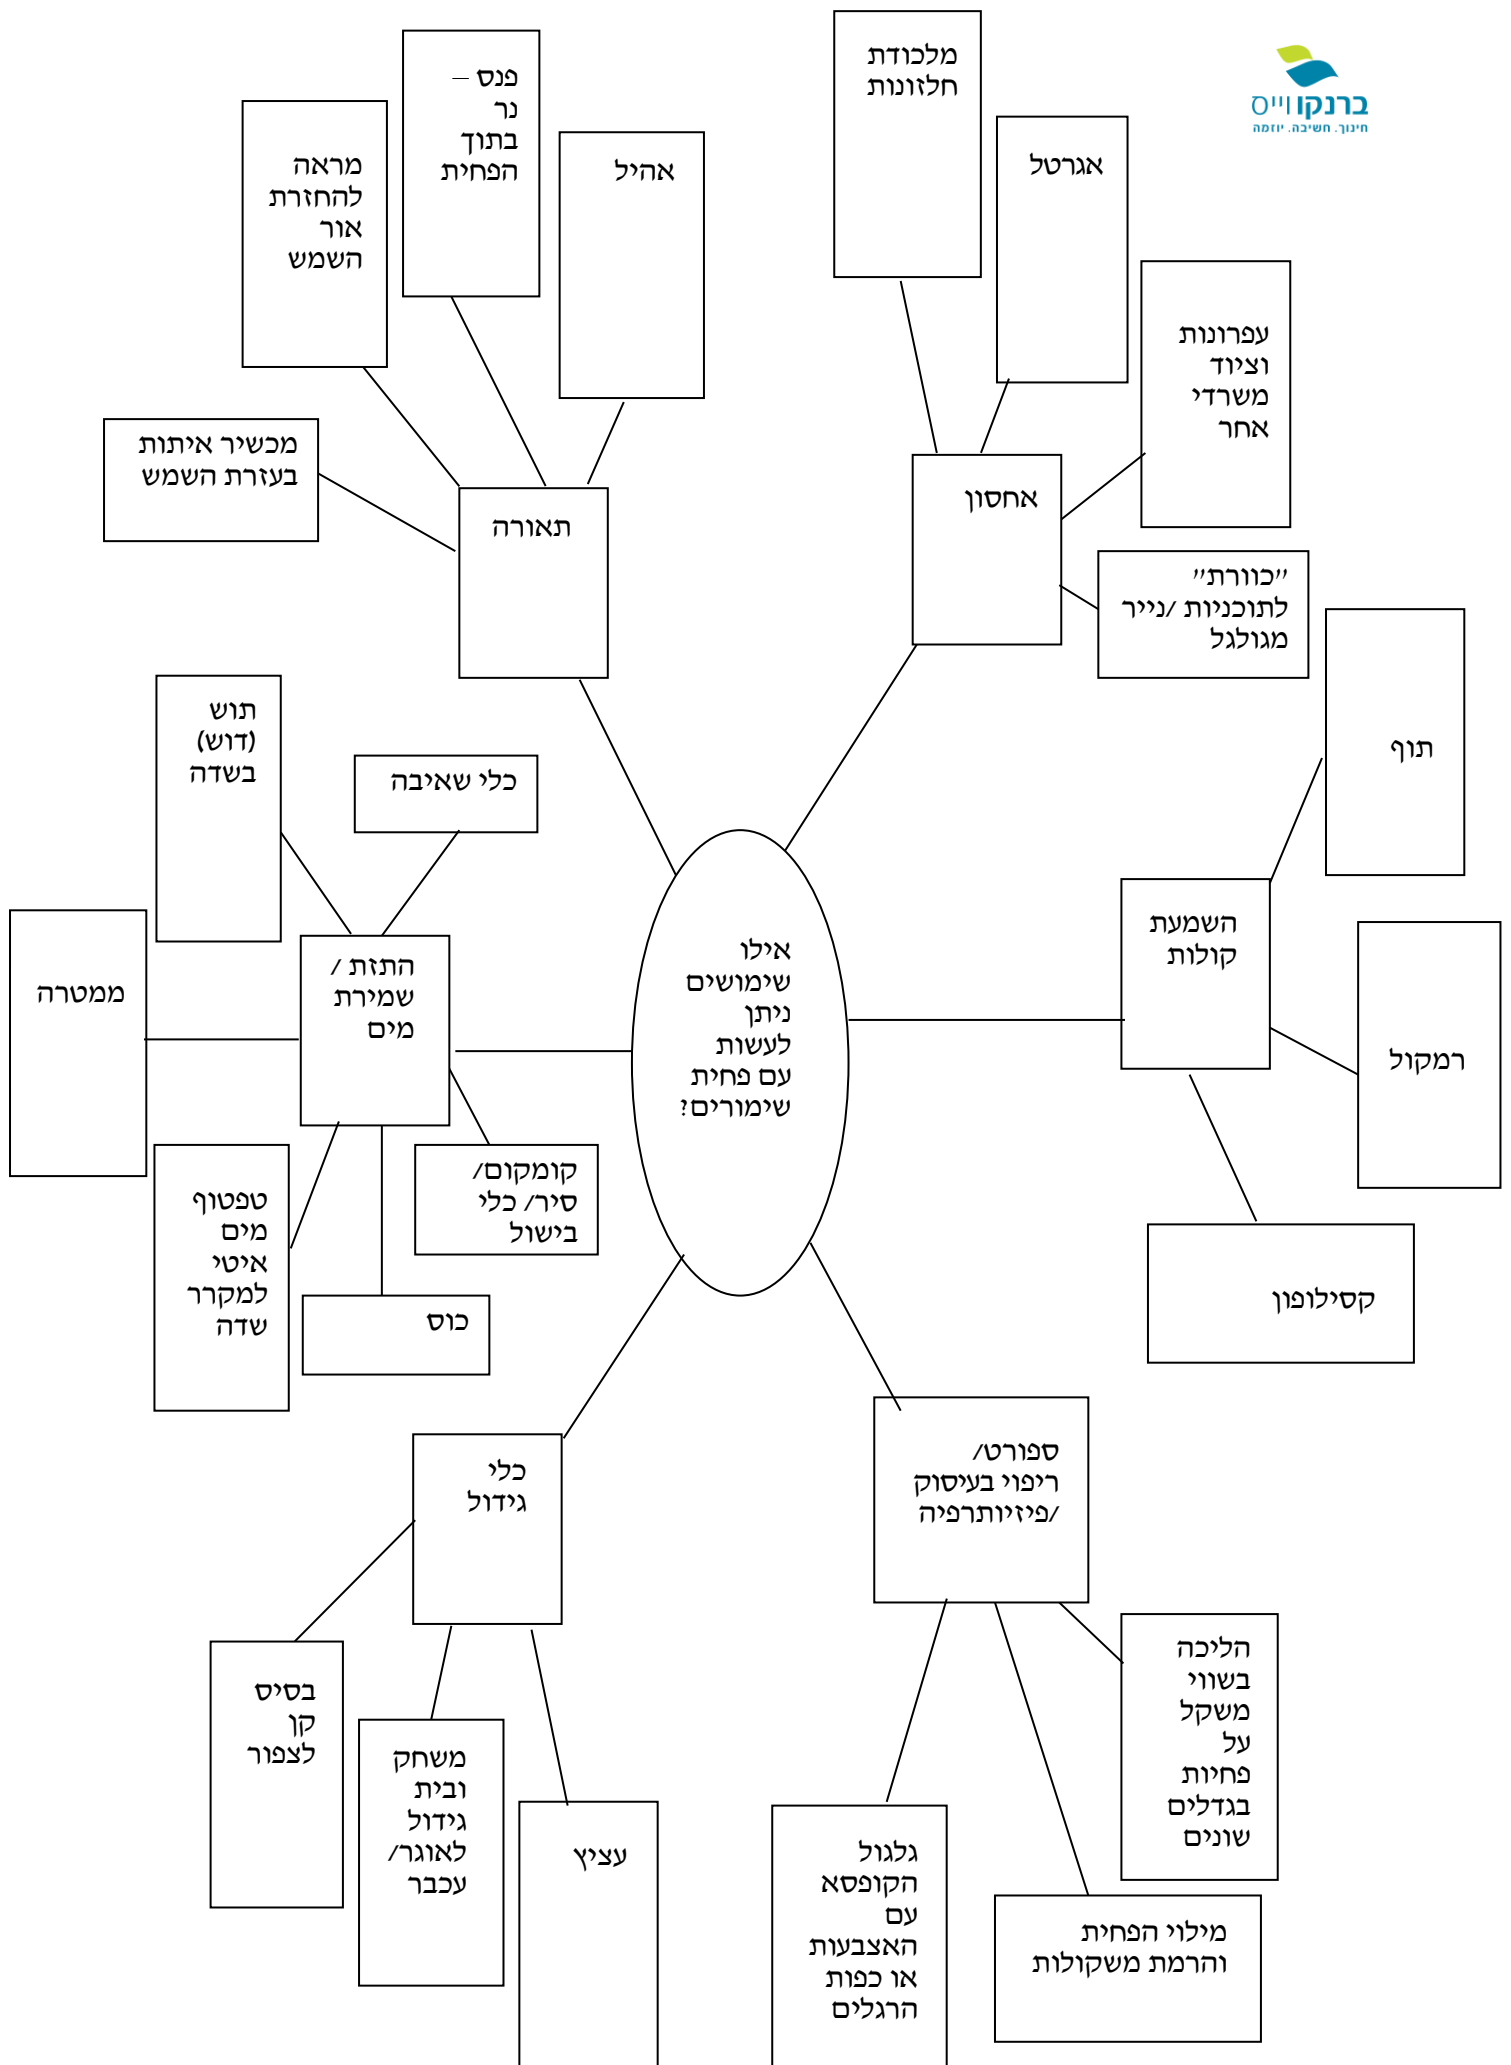 ברנקו וייס
חינוך. חשיבה. יוזמה
מלכודת
חלזונות
אגרטל
עפרונות
וציוד
משרדי
אחר
"כוורת"
לתוכניות /נייר
מגולגל
אחסון
אהיל
פנס –
נר
בתוך
הפחית
מראה
להחזרת
אור
השמש
מכשיר איתות
בעזרת השמש
תאורה
תוף
השמעת
קולות
רמקול
קסילופון
אילו
שימושים
ניתן
לעשות
עם פחית
שימורים?
כלי שאיבה
תוש
(דוש)
בשדה
התזת /
שמירת
מים
ממטרה
קומקום/
סיר/ כלי
בישול
טפטוף
מים
איטי
למקרר
שדה
כוס
ספורט/
ריפוי בעיסוק
/פיזיותרפיה
הליכה
בשווי
משקל
על
פחיות
בגדלים
שונים
מילוי הפחית
והרמת משקולות
גלגול
הקופסא
עם
האצבעות
או כפות
הרגלים
כלי
גידול
עציץ
משחק
ובית
גידול
לאוגר/
עכבר
בסיס
קן
לצפור